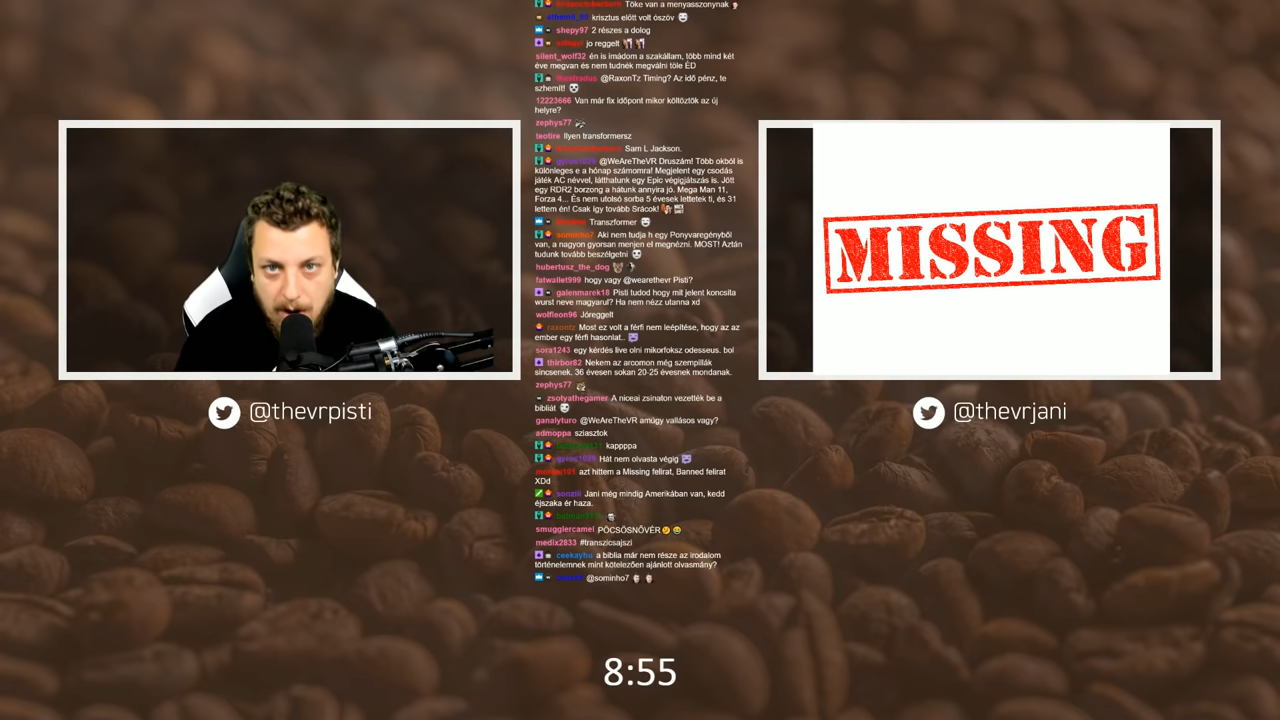 Tőke van a menyasszonynak
krisztus előtt volt ószöv
shepy97 2 részes a dolog
jo reggelt
silent_wolf32 én is imádom a szakállam, több mind két
éve megvan és nem tudnék megválni tőle ÉD
@RaxonTz Timing? Az idő pénz, te
szhemít!
12223666 Van már fix időpont mikor költöztök az új
helyre?
zephys77
teotire Ilyen transformersz
Sam L Jackson.
gyros1029 @WeAreTheVR Druszám! Több okból is
különleges e a hónap számomra! Megjelent egy csodás
játék AC névvel, láthatunk egy Epic végigjátszás is. Jött
egy RDR2 borzong a hátunk annyira jó. Mega Man 11,
Forza 4... És nem utolsó sorba 5 évesek lettetek ti, és 31
lettem én! Csak így tovább Srácok!
Transzformer
sominho7 Aki nem tudja h egy Ponyvaregényből
van, a nagyon gyorsan menjen el megnézni. MOST! Aztán
tudunk tovább beszélgetni
hubertusz_the_dog
fatwallet999 hogy vagy @wearethevr Pisti?
galenmarek18 Pisti tudod hogy mit jelent koncsita
wurst neve magyarul? Ha nem nézz utanna xd
wolfleon96 Jóreggelt
raxontz Most ez volt a férfi nem leépítése, hogy az az
ember egy férfi hasonlat..
sora1243 egy kérdés live olni mikorfoksz odesseus. bol
thirbor82 Nekem az arcomon még szempillák
sincsenek. 36 évesen sokan 20-25 évesnek mondanak.
zephys77
zsotyathegamer A niceai zsinaton vezették be a
bibliát
ganalyturo @WeAreTheVR amúgy vallásos vagy?
admoppa sziasztok
kappppa
gyros1029 Hát nem olvasta végig
azt hittem a Missing felirat, Banned felirat
XDd
sonzili Jani még mindig Amerikában van, kedd
éjszaka ér haza.
smugglercamel PÖCSÖSNŐVÉR
medix2833 #transzicsajszi
ceekayhu a biblia már nem része az irodalom
történelemnek mint kötelezően ajánlott olvasmány?
@sominho7
MISSING
@thevrpisti
@thevrjani
8:55